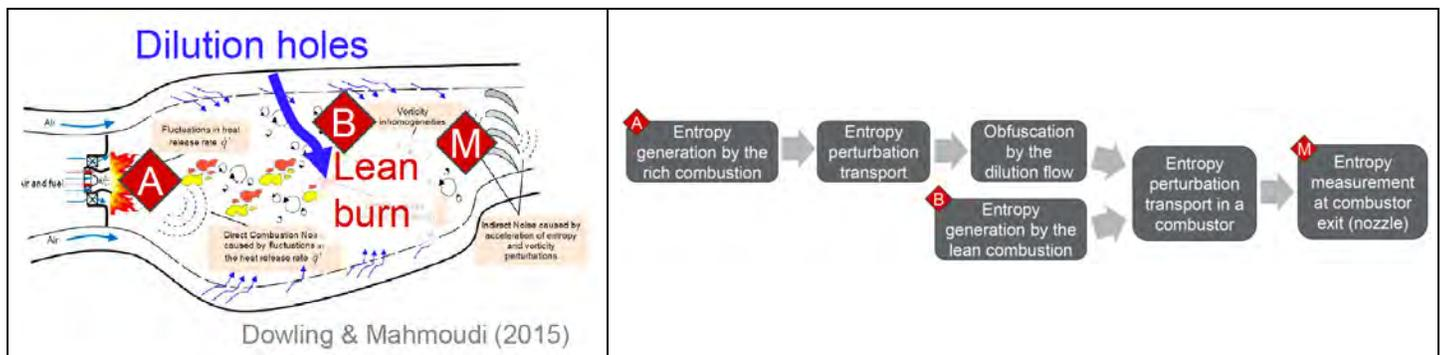 Dilution holes
Air
Fluctuations in heat
release rate q'
Vorticity
inhomogeneities
A
B
M
Lean
burn
and fuel
Air
Direct Combustion Noi
caused by fluctuations in
the heat release rate q'
Indirect Noise caused by
acceleration of entropy
and vorticity
perturbations
Dowling & Mahmoudi (2015)
A
Entropy
generation by the
rich combustion
Entropy
perturbation
transport
Obfuscation
by the
dilution flow
B
Entropy
generation by the
lean combustion
Entropy
perturbation
transport in a
combustor
M
Entropy
measurement
at combustor
exit (nozzle)